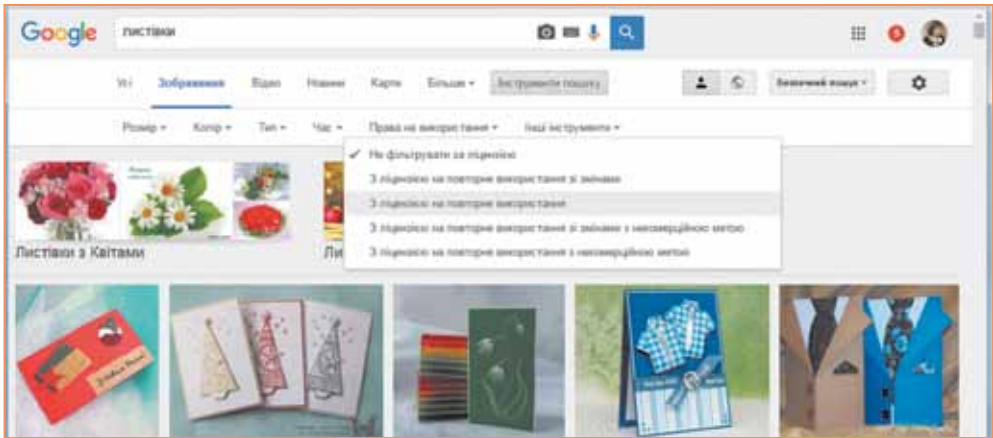 Google листівки
Усі Зображення Відео Новини Карти Більше Інструменти пошуку Безпечний пошук
Розмір Колір Тип Час Права на використання Інші інструменти
Не фільтрувати за ліцензією
З ліцензією на повторне використання зі змінами
З ліцензією на повторне використання
З ліцензією на повторне використання зі змінами з некомерційною метою
З ліцензією на повторне використання з некомерційною метою
Листівки з Квітами
Ли